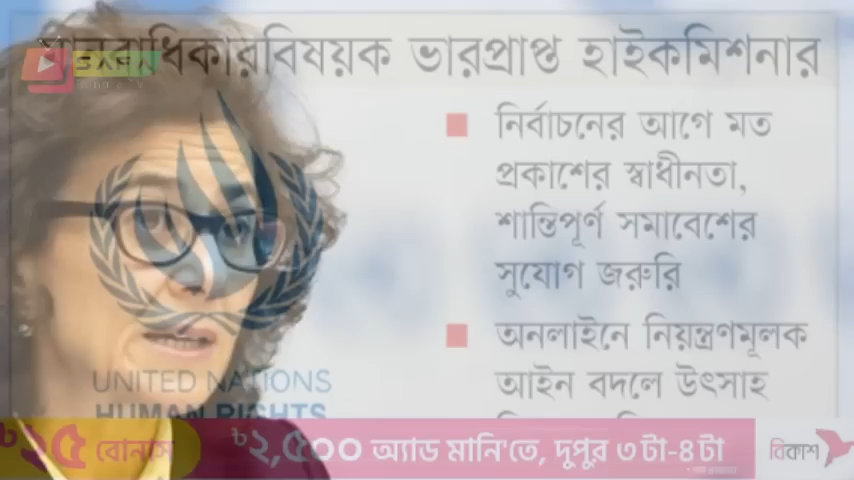 মানবাধিকারবিষয়ক ভারপ্রাপ্ত হাইকমিশনার
নির্বাচনের আগে মত
প্রকাশের স্বাধীনতা,
শান্তিপূর্ণ সমাবেশের
সুযোগ জরুরি
অনলাইনে নিয়ন্ত্রণমূলক
আইন বদলে উৎসাহ
UNITED NATIONS
HUMAN RIGHTS
৳২৫ বোনাস
৳২,৫০০ অ্যাড মানি'তে, দুপুর ৩টা-৪টা
বিকাশ